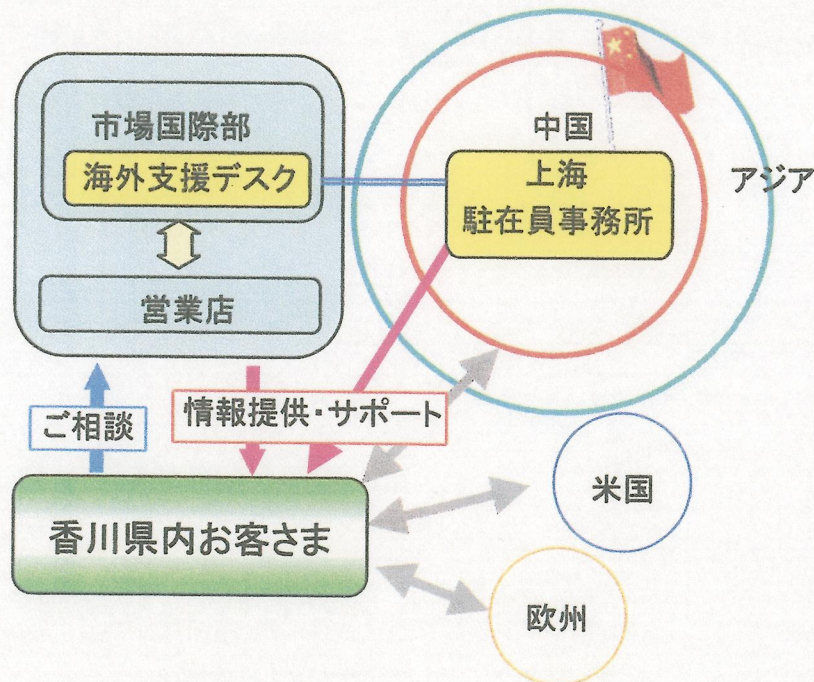 市場国際部
海外支援デスク
営業店
中国
上海
駐在員事務所
アジア
ご相談
情報提供・サポート
香川県内お客さま
米国
欧州